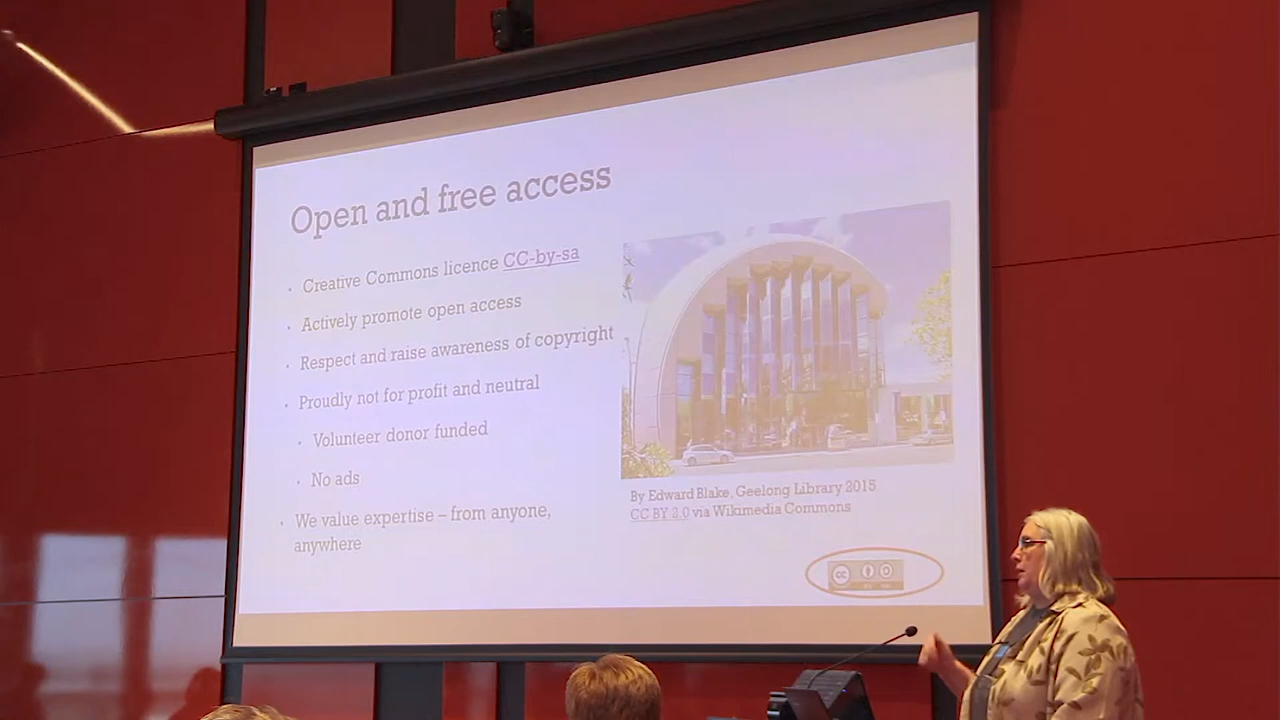 Open and free access
Creative Commons licence CC-by-sa
Actively promote open access
Respect and raise awareness of copyright
Proudly not for profit and neutral
Volunteer donor funded
No ads
We value expertise – from anyone,
anywhere
By Edward Blake, Geelong Library 2015
CC BY 2.0 via Wikimedia Commons
cc